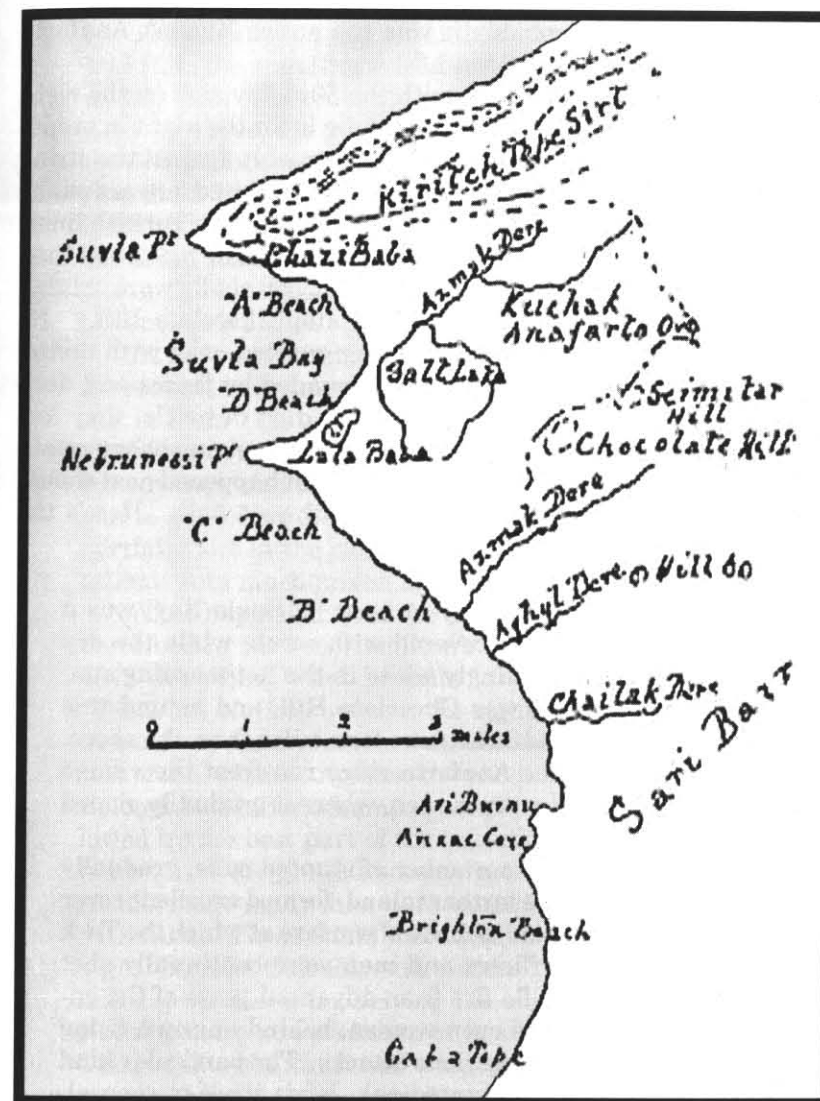 Kiritch Tepe Sirt
Suvla Pt
Ghazi Baba
Azmak Dere
"A" Beach
Kuchak
Anafarto Ova
Suvla Bay
Salt Lake
"D" Beach
Scimitar
Hill
Chocolate Hill
Lala Baba
Nebrunessi Pt
Azmak Dere
"C" Beach
Aghyl Dere
Hill 60
"B" Beach
Chailak Dere
Sari Bair
0 1 2 3
miles
Ari Burnu
Anzac Cove
"Brighton" Beach
Gaba Tepe